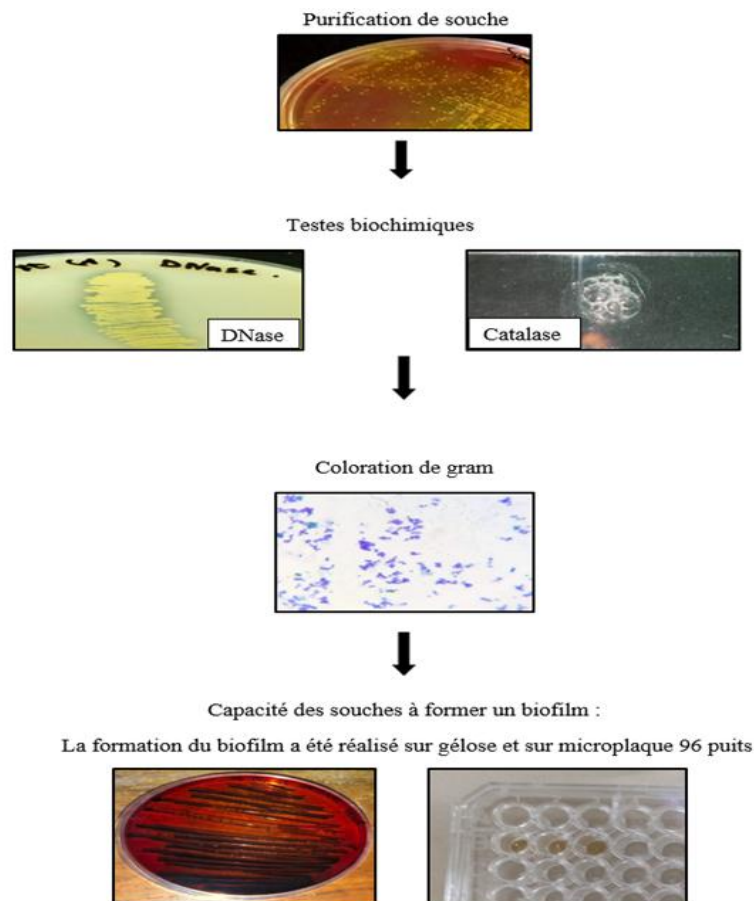 Purification de souche
Testes biochimiques
DNase
DNase
Catalase
Coloration de gram
Capacité des souches à former un biofilm :
La formation du biofilm a été réalisé sur gélose et sur microplaque 96 puits